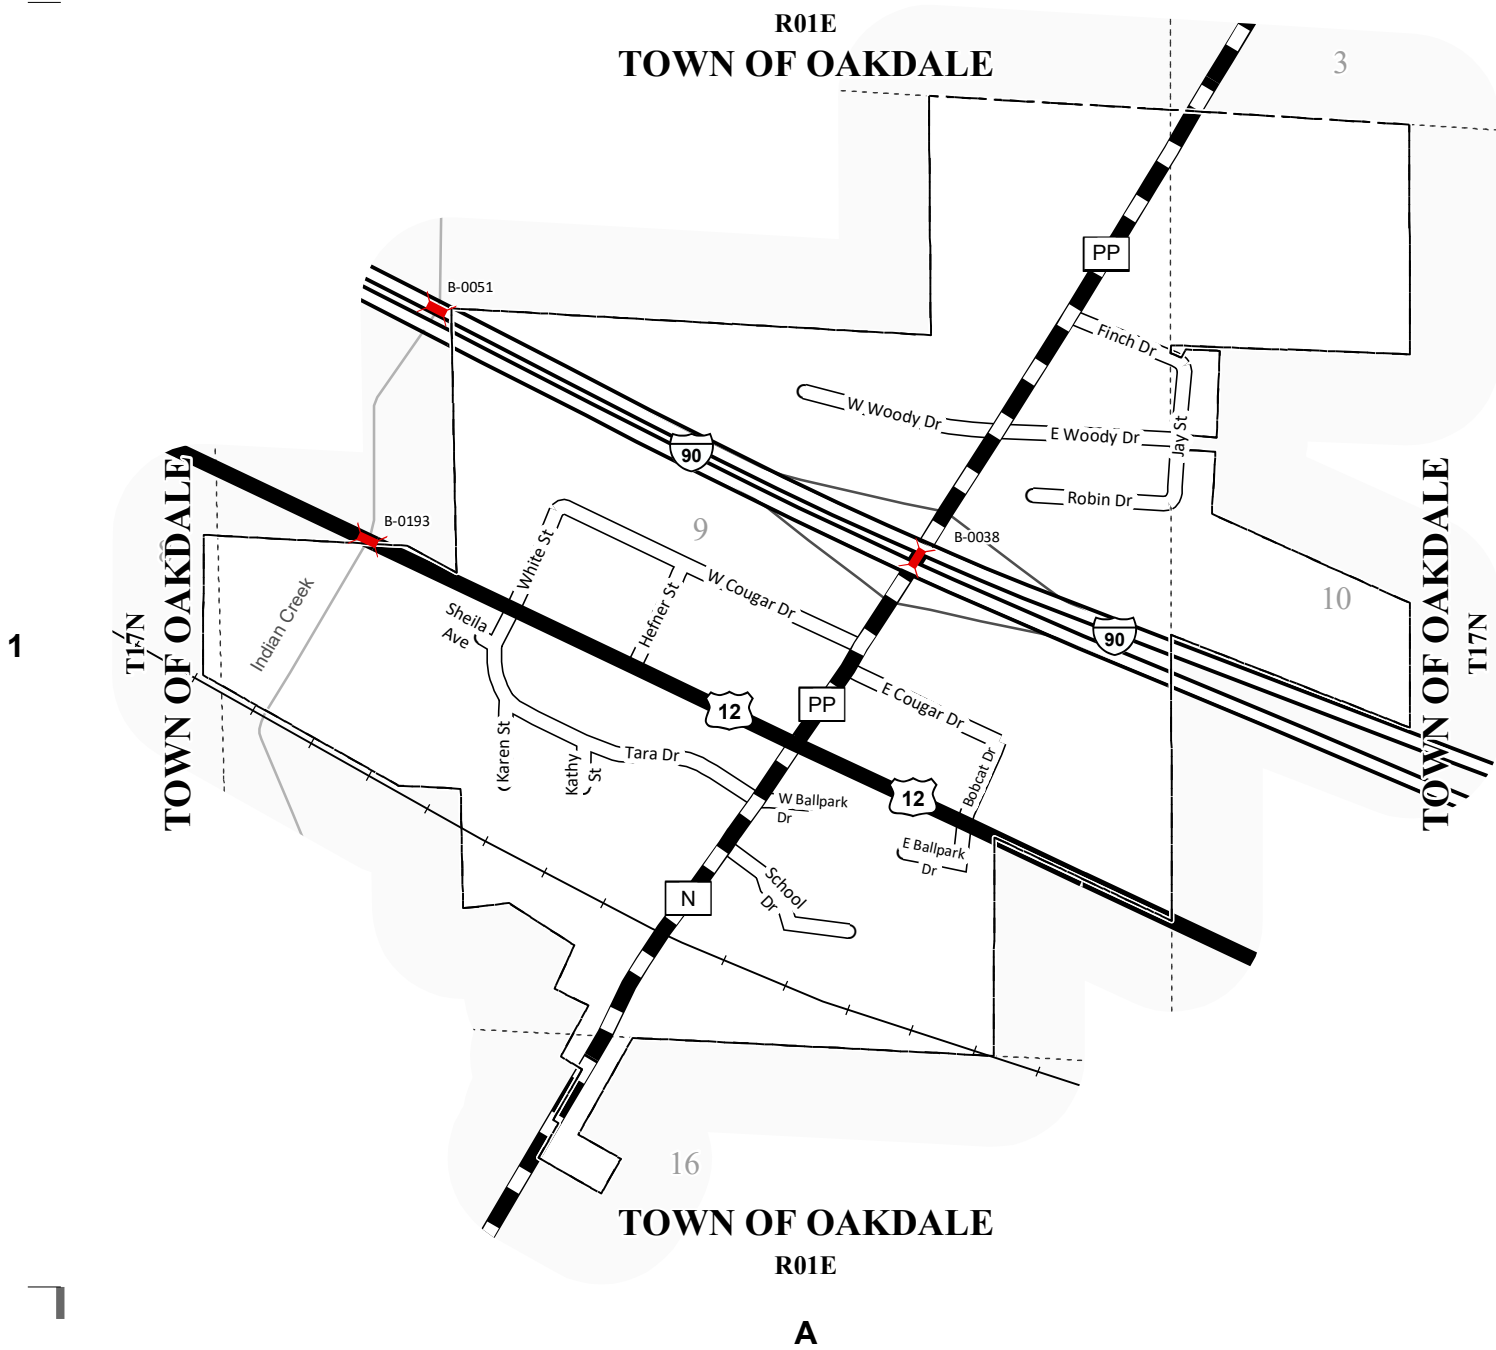 R01E
TOWN OF OAKDALE
3
PP
B-0051
Finch Dr
W Woody Dr
E Woody Dr
Jay St
90
Robin Dr
TOWN OF OAKDALE
TOWN OF OAKDALE
B-0193
9
B-0038
White St
W Cougar Dr
Hefner St
10
Indian Creek
Sheila
Ave
90
T17N
T17N
1
E Cougar Dr
PP
12
Karen St
Kathy
St
Tara Dr
Bobcat Dr
12
W Ballpark
Dr
E Ballpark
Dr
School
Dr
N
16
TOWN OF OAKDALE
R01E
A